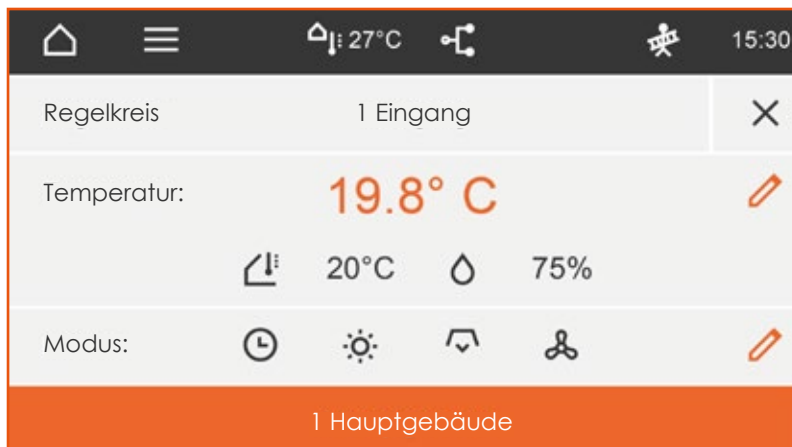 27°C 15:30
Regelkreis 1 Eingang
Temperatur: 19.8° C
20°C 75%
Modus:
1 Hauptgebäude